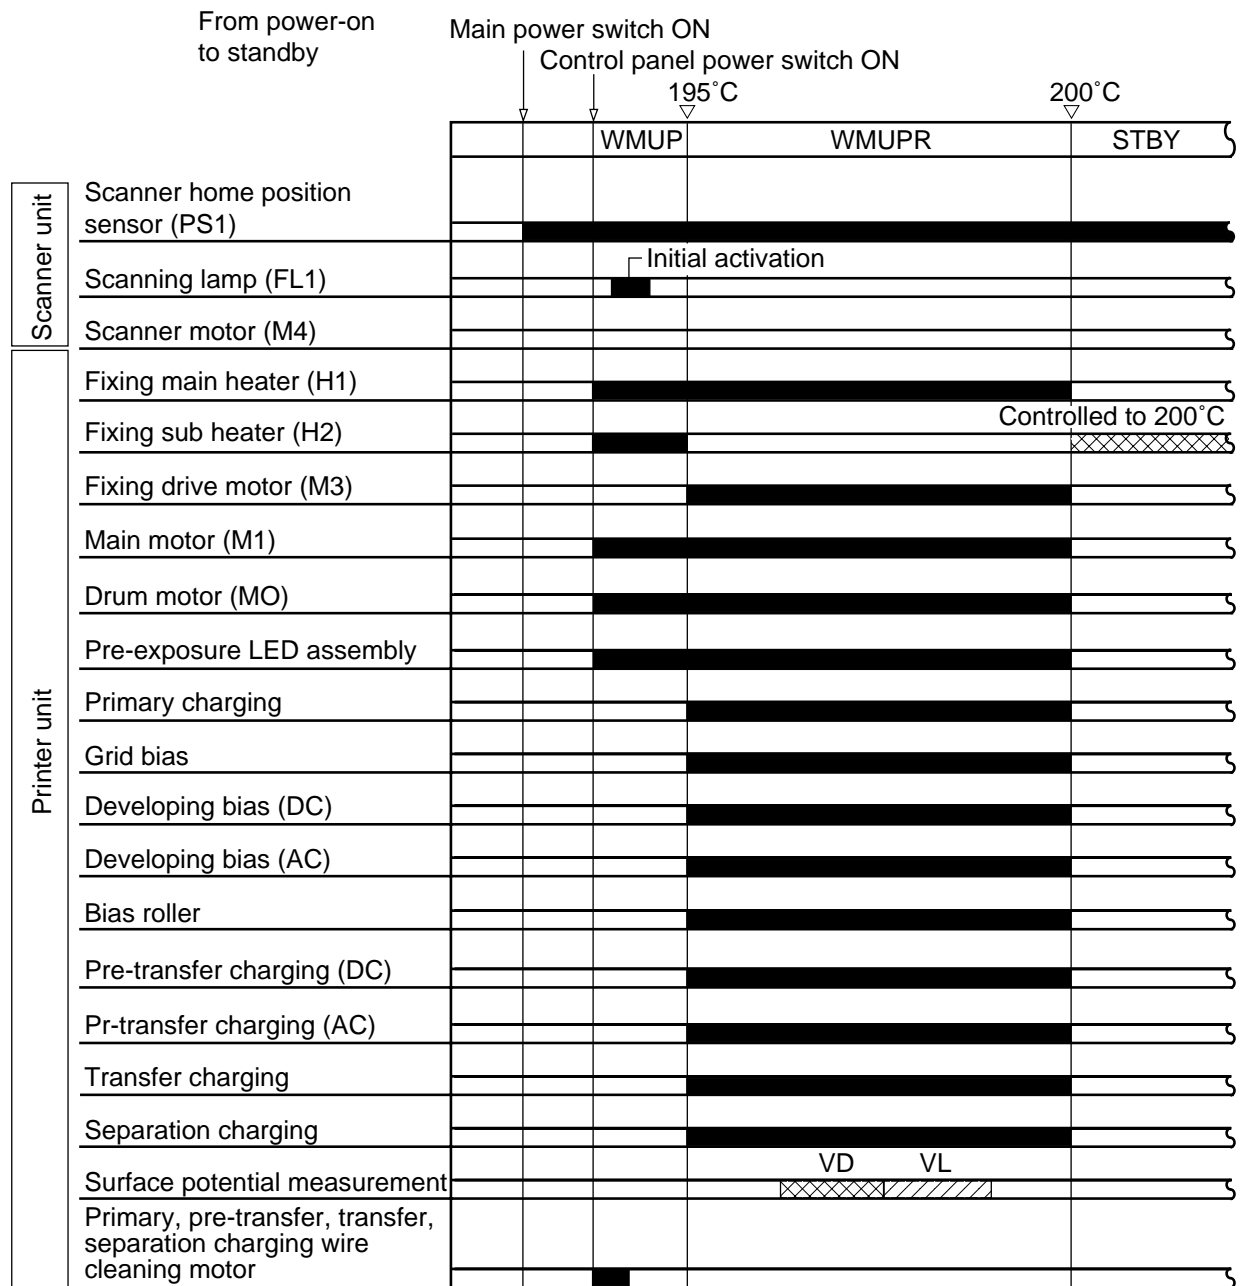 From power-on
to standby
Main power switch ON
Control panel power switch ON
195˚C
200˚C
WMUP
WMUPR
STBY
Scanner unit
Scanner home position
sensor (PS1)
Initial activation
Scanning lamp (FL1)
Scanner motor (M4)
Printer unit
Fixing main heater (H1)
Controlled to 200˚C
Fixing sub heater (H2)
Fixing drive motor (M3)
Main motor (M1)
Drum motor (MO)
Pre-exposure LED assembly
Primary charging
Grid bias
Developing bias (DC)
Developing bias (AC)
Bias roller
Pre-transfer charging (DC)
Pr-transfer charging (AC)
Transfer charging
Separation charging
VD
VL
Surface potential measurement
Primary, pre-transfer, transfer,
separation charging wire
cleaning motor